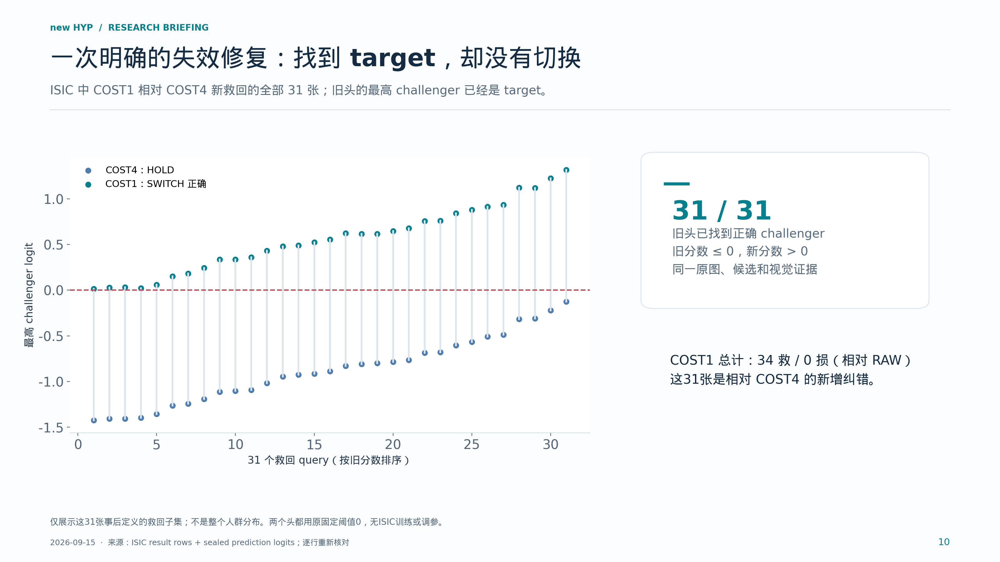 new HYP / RESEARCH BRIEFING
一次明确的失效修复：找到 target，却没有切换
ISIC 中 COST1 相对 COST4 新救回的全部 31 张；旧头的最高 challenger 已经是 target。
COST4：HOLD
COST1：SWITCH 正确
1.0
0.5
0.0
-0.5
-1.0
-1.5
最高 challenger logit
0 5 10 15 20 25 30
31 个救回 query（按旧分数排序）
31 / 31
旧头已找到正确 challenger
旧分数 ≤ 0，新分数 > 0
同一原图、候选和视觉证据
COST1 总计：34 救 / 0 损（相对 RAW）
这31张是相对 COST4 的新增纠错。
仅展示这31张事后定义的救回子集；不是整个人群分布。两个头都用原固定阈值0，无ISIC训练或调参。
2026-09-15 · 来源：ISIC result rows + sealed prediction logits；逐行重新核对
10